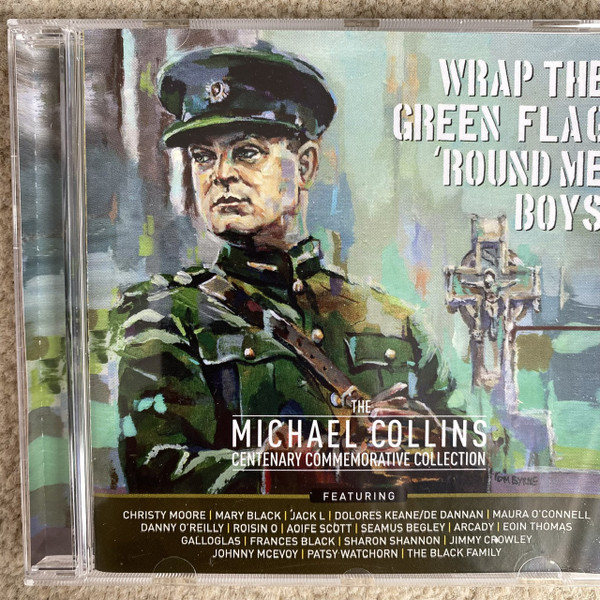 WRAP THE
GREEN FLAG
'ROUND ME
BOYS
THE
MICHAEL COLLINS
CENTENARY COMMEMORATIVE COLLECTION
TOM BYRNE
FEATURING
CHRISTY MOORE | MARY BLACK | JACK L | DOLORES KEANE/DE DANNAN | MAURA O'CONNELL
DANNY O'REILLY | ROISIN O | AOIFE SCOTT | SEAMUS BEGLEY | ARCADY | EOIN THOMAS
GALLOGLAS | FRANCES BLACK | SHARON SHANNON | JIMMY CROWLEY
JOHNNY MCEVOY | PATSY WATCHORN | THE BLACK FAMILY